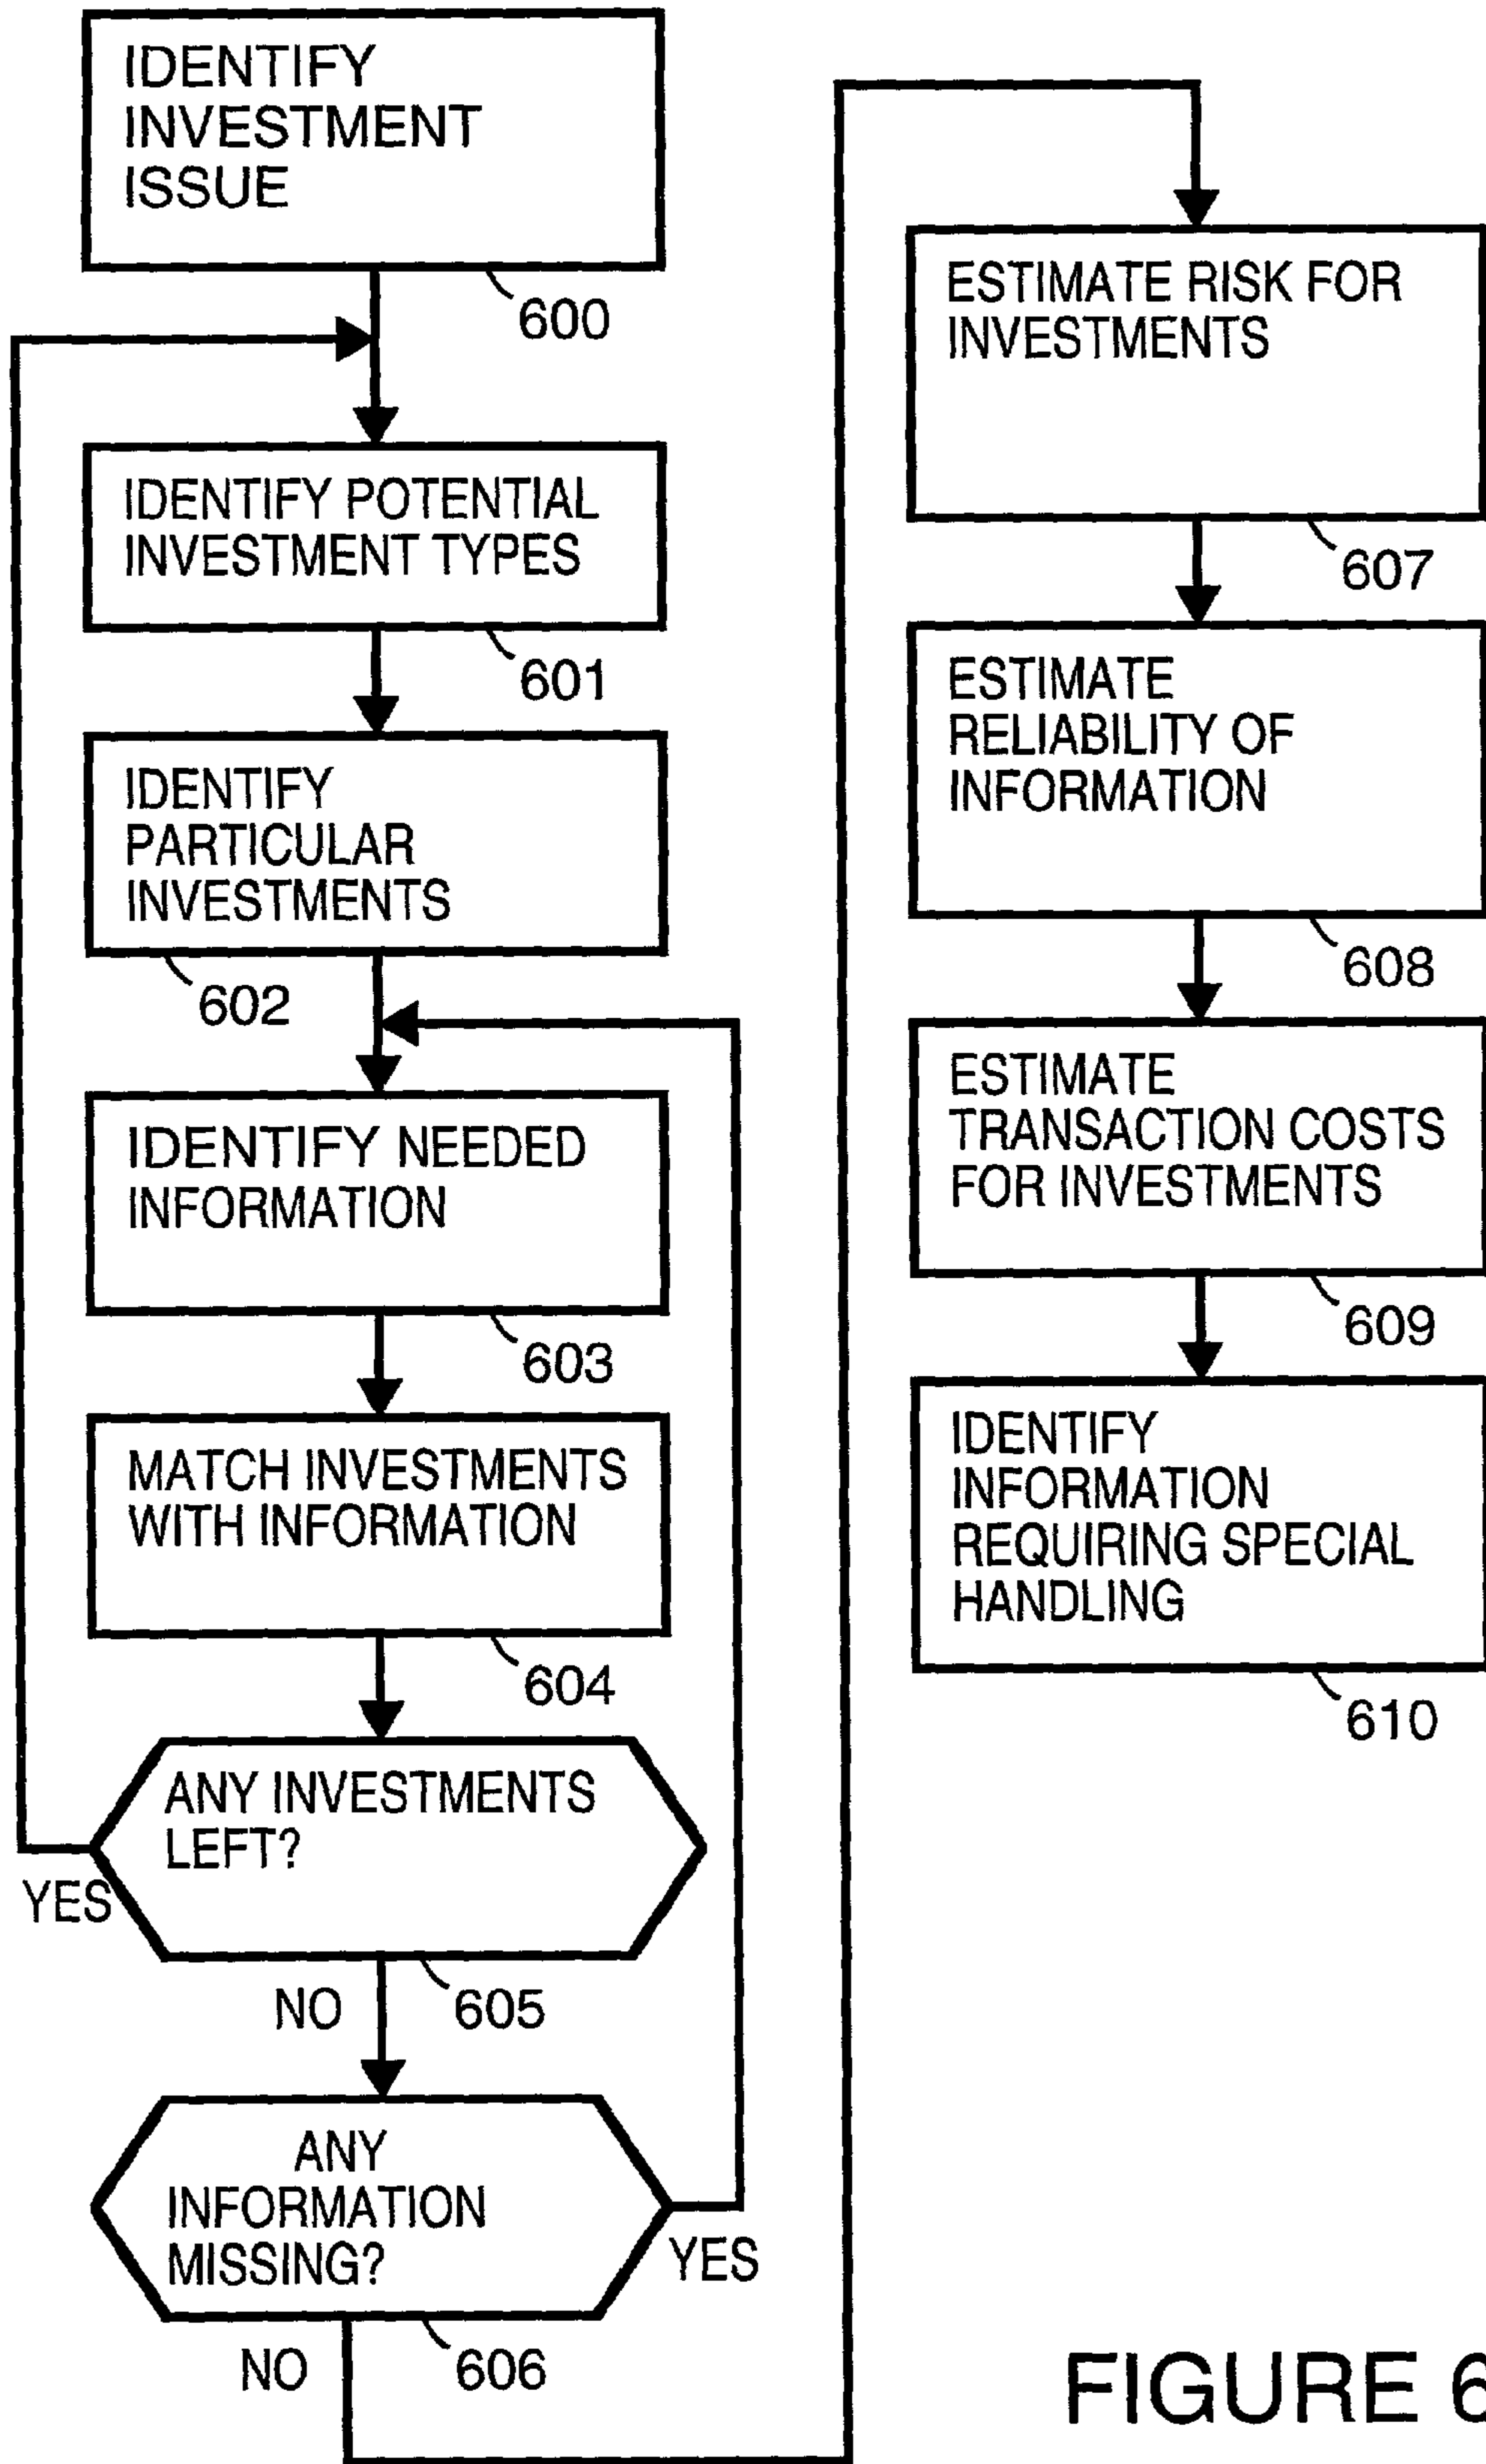 IDENTIFY
INVESTMENT
ISSUE
600
IDENTIFY POTENTIAL
INVESTMENT TYPES
601
IDENTIFY
PARTICULAR
INVESTMENTS
602
IDENTIFY NEEDED
INFORMATION
603
MATCH INVESTMENTS
WITH INFORMATION
604
ANY INVESTMENTS
LEFT?
YES
NO
605
ANY
INFORMATION
MISSING?
YES
NO
606
ESTIMATE RISK FOR
INVESTMENTS
607
ESTIMATE
RELIABILITY OF
INFORMATION
608
ESTIMATE
TRANSACTION COSTS
FOR INVESTMENTS
609
IDENTIFY
INFORMATION
REQUIRING SPECIAL
HANDLING
610
FIGURE 6